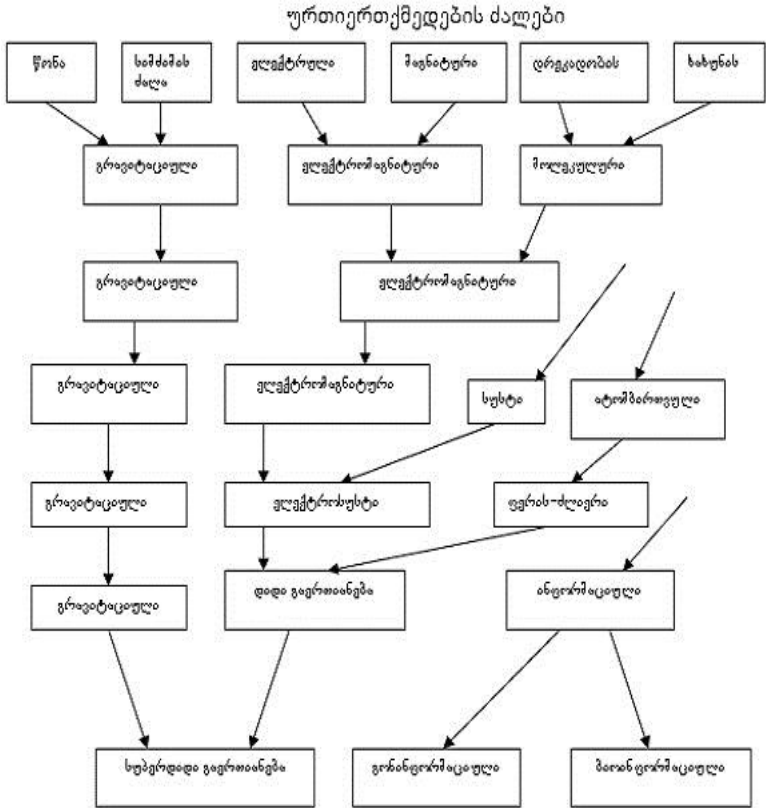 ურთიერთქმედების ძალები
წონა
სიმძიმის
ძალა
ელექტრული
მაგნიტური
დრეკადობის
ხახუნის
გრავიტაციული
ელექტრომაგნიტური
მოლეკულური
გრავიტაციული
ელექტრომაგნიტური
გრავიტაციული
ელექტრომაგნიტური
სუსტი
ატომბირთვული
გრავიტაციული
ელექტროსუსტი
ფერის-ძლიერი
გრავიტაციული
დიდი გაერთიანება
ინფორმაციული
სუპერდიდი გაერთიანება
გონინფორმაციული
ბიოინფორმაციული